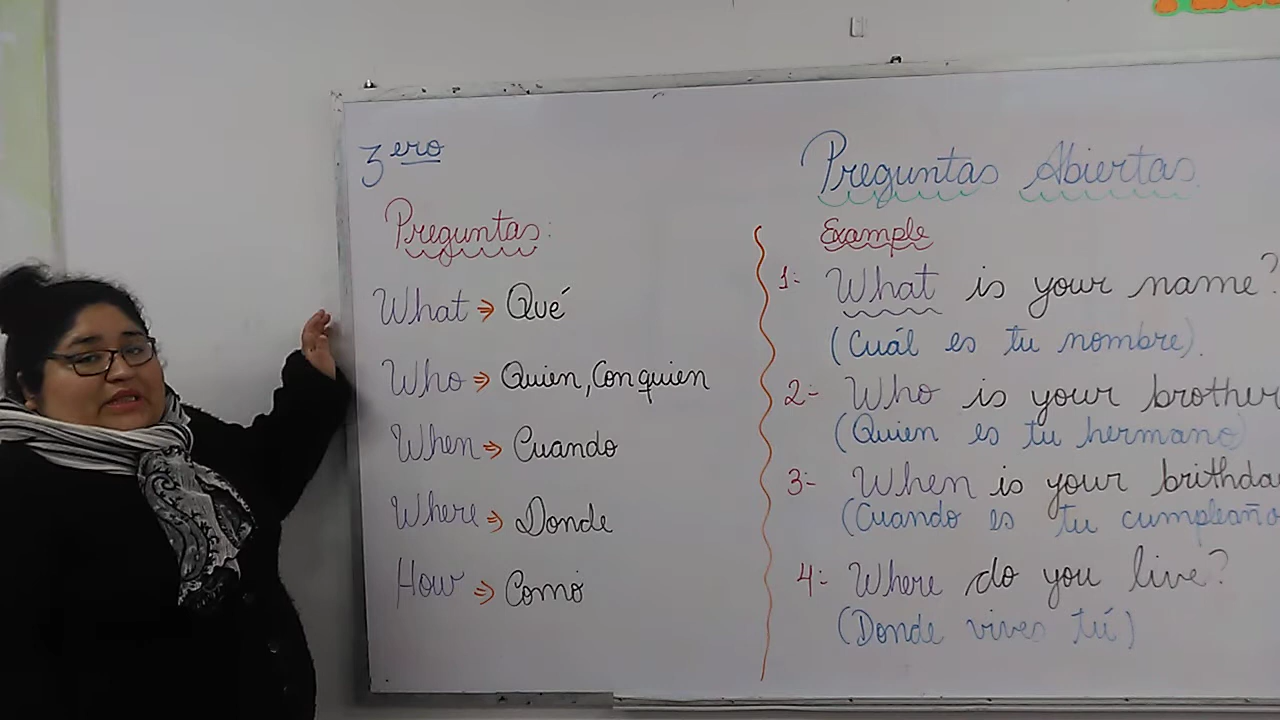 3ero
Preguntas:
What ⇒ Qué
Who ⇒ Quien, Con quien
When ⇒ Cuando
Where ⇒ Donde
How ⇒ Como
Preguntas Abiertas
Example
1- What is your name?
(Cuál es tu nombre).
2- Who is your brother
(Quien es tu hermano)
3- When is your brithda
(Cuando es tu cumpleaño
4- Where do you live?
(Donde vives tú)